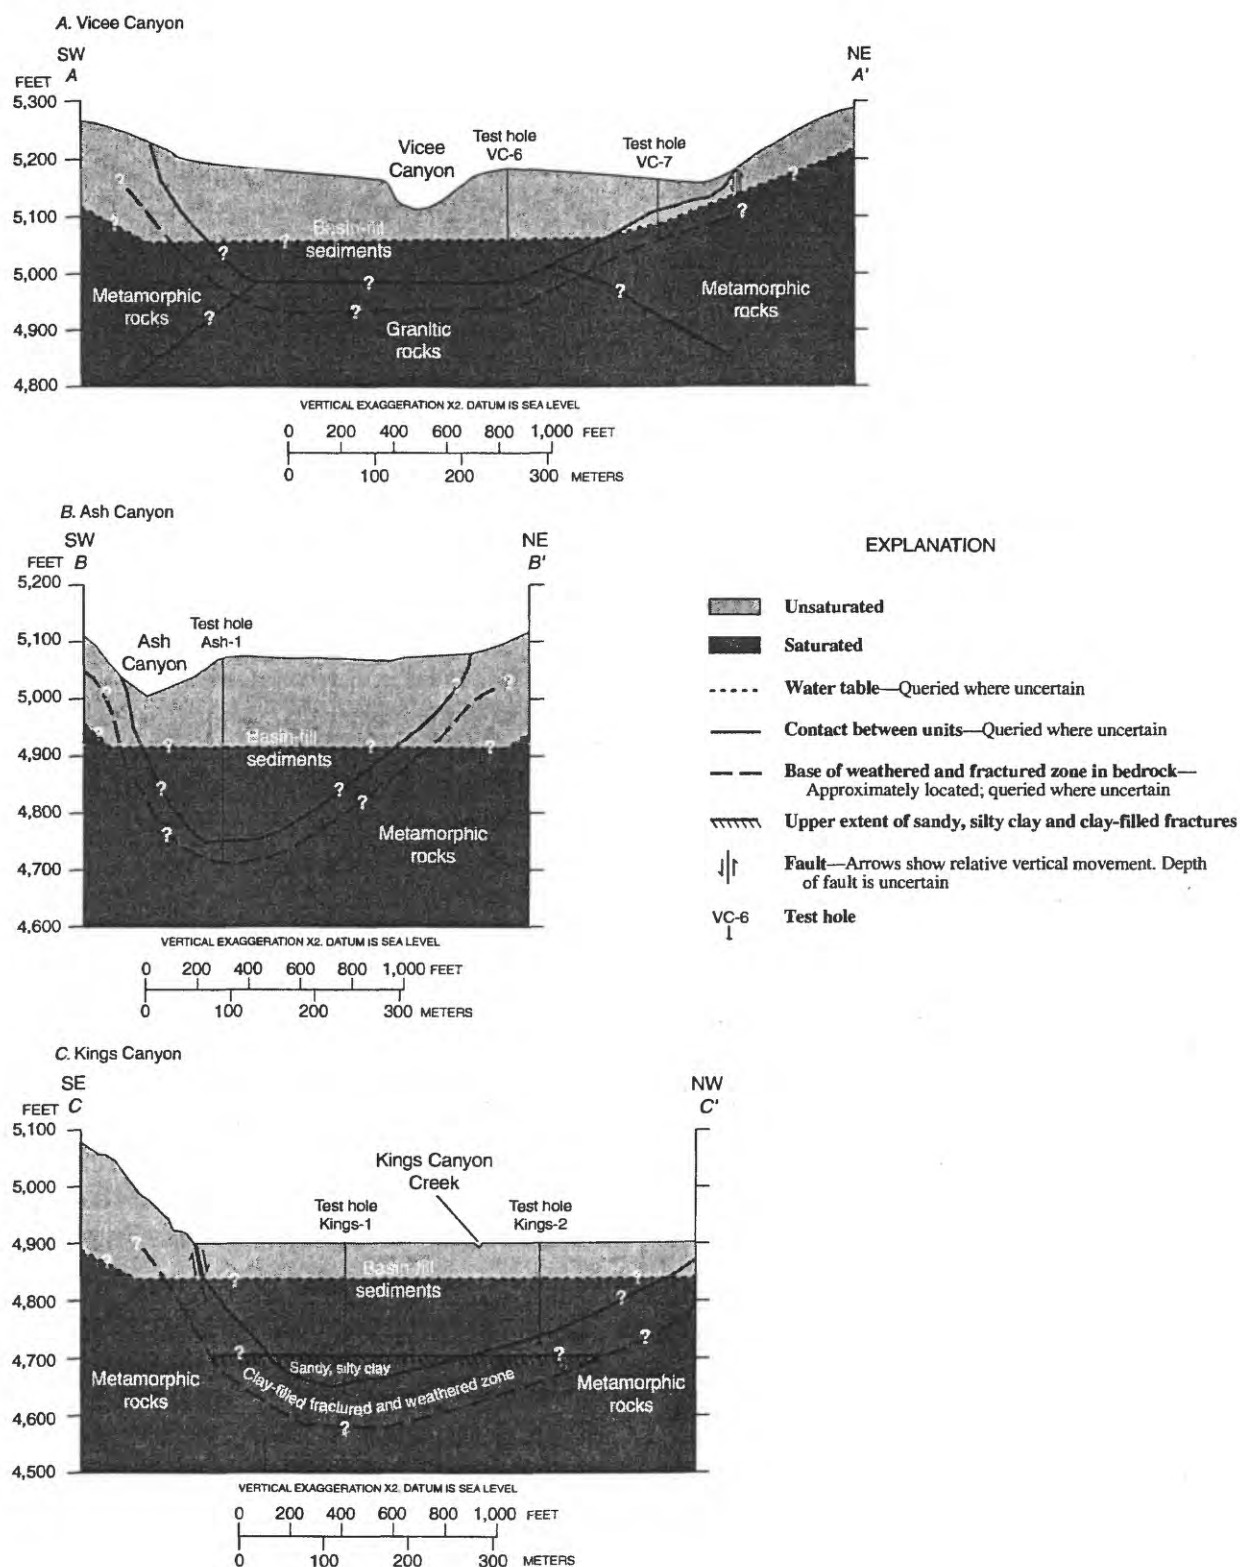 A. Vicee Canyon
SW
NE
FEET A
A'
5,300
5,200
5,100
5,000
4,900
4,800
Vicee
Canyon
Test hole
VC-6
Test hole
VC-7
?
?
?
?
?
?
?
?
?
?
?
Basin-fill
sediments
Metamorphic
rocks
Granitic
rocks
Metamorphic
rocks
VERTICAL EXAGGERATION X2. DATUM IS SEA LEVEL
0 200 400 600 800 1,000 FEET
0 100 200 300 METERS
B. Ash Canyon
SW
NE
FEET B
B'
5,200
5,100
5,000
4,900
4,800
4,700
4,600
Ash
Canyon
Test hole
Ash-1
?
?
?
?
?
?
?
?
?
?
?
Basin-fill
sediments
Metamorphic
rocks
VERTICAL EXAGGERATION X2. DATUM IS SEA LEVEL
0 200 400 600 800 1,000 FEET
0 100 200 300 METERS
EXPLANATION
Unsaturated
Saturated
Water table—Queried where uncertain
Contact between units—Queried where uncertain
Base of weathered and fractured zone in bedrock—
Approximately located; queried where uncertain
Upper extent of sandy, silty clay and clay-filled fractures
Fault—Arrows show relative vertical movement. Depth
of fault is uncertain
VC-6
Test hole
C. Kings Canyon
SE
NW
FEET C
C'
5,100
5,000
4,900
4,800
4,700
4,600
4,500
Kings Canyon
Creek
Test hole
Kings-1
Test hole
Kings-2
?
?
?
?
?
?
?
?
?
Basin-fill
sediments
Sandy, silty clay
Clay-filled fractured and weathered zone
Metamorphic
rocks
Metamorphic
rocks
VERTICAL EXAGGERATION X2. DATUM IS SEA LEVEL
0 200 400 600 800 1,000 FEET
0 100 200 300 METERS